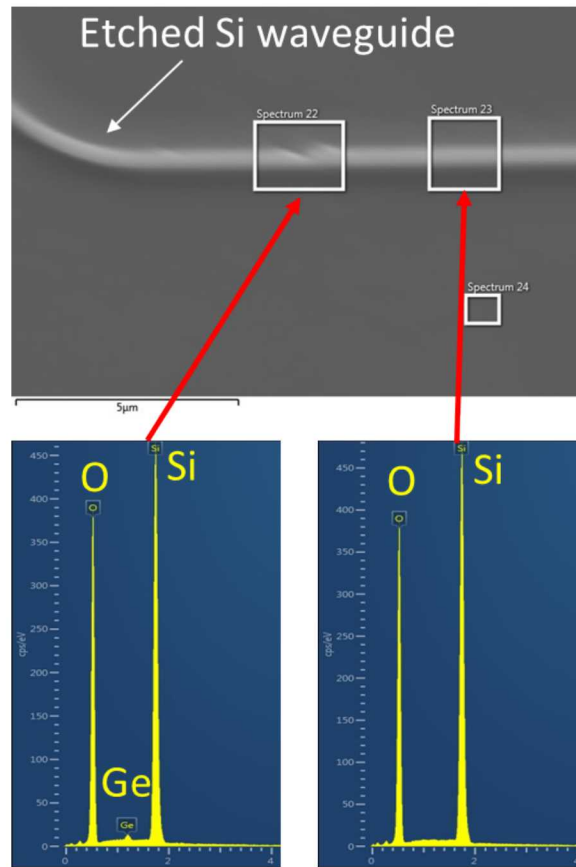 Etched Si waveguide
Spectrum 22
Spectrum 23
Spectrum 24
5µm
Si
O
Si
O
Ge
Ge
cps/eV
450
400
350
300
250
200
150
100
50
0
0
2
4
Si
O
Si
O
cps/eV
450
400
350
300
250
200
150
100
50
0
0
2